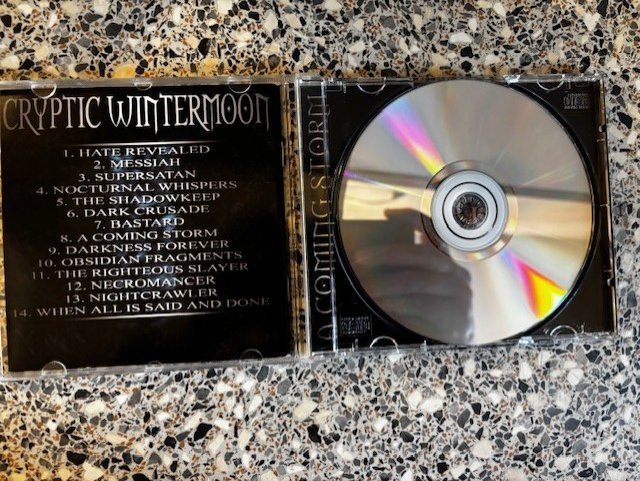 CRYPTIC WINTERMOON
1. HATE REVEALED
2. MESSIAH
3. SUPERSATAN
4. NOCTURNAL WHISPERS
5. THE SHADOWKEEP
6. DARK CRUSADE
7. BASTARD
8. A COMING STORM
9. DARKNESS FOREVER
10. OBSIDIAN FRAGMENTS
11. THE RIGHTEOUS SLAYER
12. NECROMANCER
13. NIGHTCRAWLER
14. WHEN ALL IS SAID AND DONE
A COMING STORM